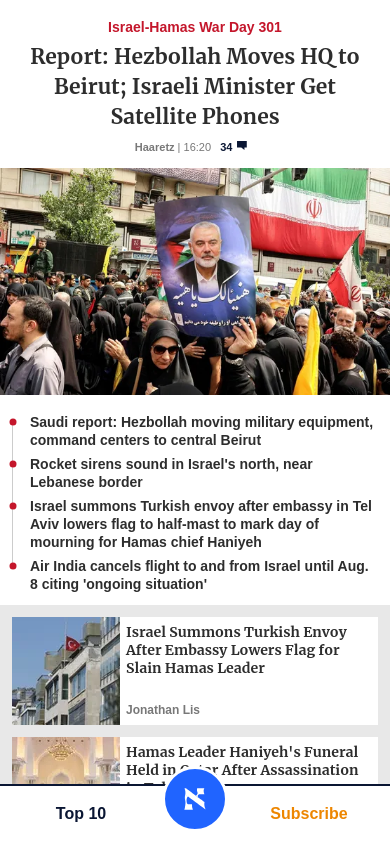 Israel-Hamas War Day 301
Report: Hezbollah Moves HQ to
Beirut; Israeli Minister Get
Satellite Phones
Haaretz | 16:20 34
Saudi report: Hezbollah moving military equipment,
command centers to central Beirut
Rocket sirens sound in Israel's north, near
Lebanese border
Israel summons Turkish envoy after embassy in Tel
Aviv lowers flag to half-mast to mark day of
mourning for Hamas chief Haniyeh
Air India cancels flight to and from Israel until Aug.
8 citing 'ongoing situation'
Israel Summons Turkish Envoy
After Embassy Lowers Flag for
Slain Hamas Leader
Jonathan Lis
Hamas Leader Haniyeh's Funeral
Held in Qatar After Assassination
Top 10
Subscribe